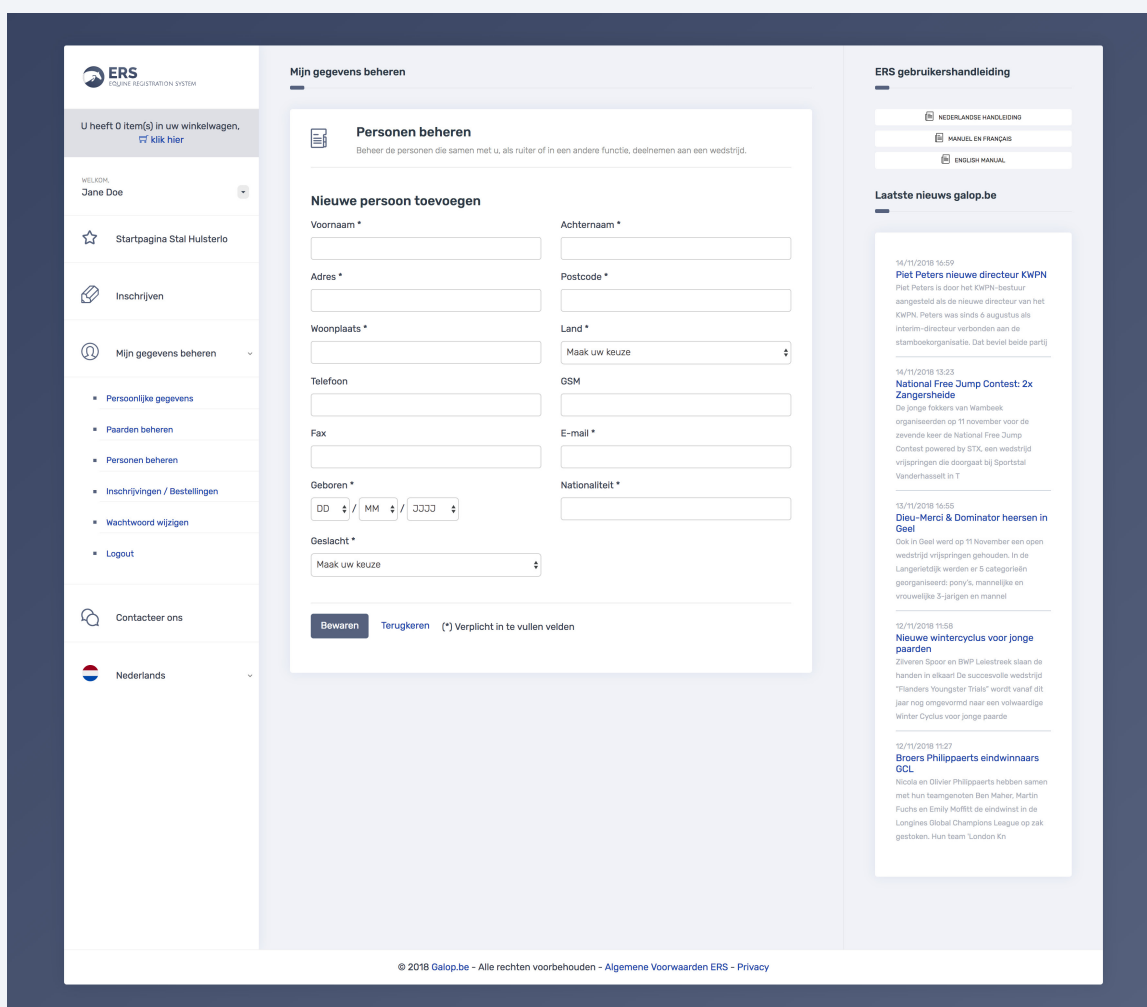 ERS
EQUINE REGISTRATION SYSTEM
U heeft 0 item(s) in uw winkelwagen,
klik hier
WELKOM,
Jane Doe
Startpagina Stal Hulsterlo
Inschrijven
Mijn gegevens beheren
Persoonlijke gegevens
Paarden beheren
Personen beheren
Inschrijvingen / Bestellingen
Wachtwoord wijzigen
Logout
Contacteer ons
Nederlands
Mijn gegevens beheren
Personen beheren
Beheer de personen die samen met u, als ruiter of in een andere functie, deelnemen aan een wedstrijd.
Nieuwe persoon toevoegen
Voornaam * Achternaam *
Adres * Postcode *
Woonplaats * Land *
Maak uw keuze
Telefoon GSM
Fax E-mail *
Geboren * Nationaliteit *
DD / MM / JJJJ
Geslacht *
Maak uw keuze
Bewaren Terugkeren (*) Verplicht in te vullen velden
ERS gebruikershandleiding
NEDERLANDSE HANDLEIDING
MANUEL EN FRANÇAIS
ENGLISH MANUAL
Laatste nieuws galop.be
14/11/2018 16:59
Piet Peters nieuwe directeur KWPN
Piet Peters is door het KWPN-bestuur
aangesteld als de nieuwe directeur van het
KWPN. Peters was sinds 6 augustus als
interim-directeur verbonden aan de
stamboekorganisatie. Dat beviel beide partij
14/11/2018 13:23
National Free Jump Contest: 2x
Zangersheide
De jonge fokkers van Wambeek
organiseerden op 11 november voor de
zevende keer de National Free Jump
Contest powered by STX, een wedstrijd
vrijspringen die doorgaat bij Sportstal
Vanderhasselt in T
13/11/2018 16:55
Dieu-Merci & Dominator heersen in
Geel
Ook in Geel werd op 11 November een open
wedstrijd vrijspringen gehouden. In de
Langerietdijk werden er 5 categorieën
georganiseerd: pony's, mannelijke en
vrouwelijke 3-jarigen en mannel
12/11/2018 11:58
Nieuwe wintercyclus voor jonge
paarden
Zilveren Spoor en BWP Leiestreek slaan de
handen in elkaar! De succesvolle wedstrijd
"Flanders Youngster Trials" wordt vanaf dit
jaar nog omgevormd naar een volwaardige
Winter Cyclus voor jonge paarde
12/11/2018 11:27
Broers Philippaerts eindwinnaars
GCL
Nicola en Olivier Philippaerts hebben samen
met hun teamgenoten Ben Maher, Martin
Fuchs en Emily Moffitt de eindwinst in de
Longines Global Champions League op zak
gestoken. Hun team 'London Kn
© 2018 Galop.be - Alle rechten voorbehouden - Algemene Voorwaarden ERS - Privacy